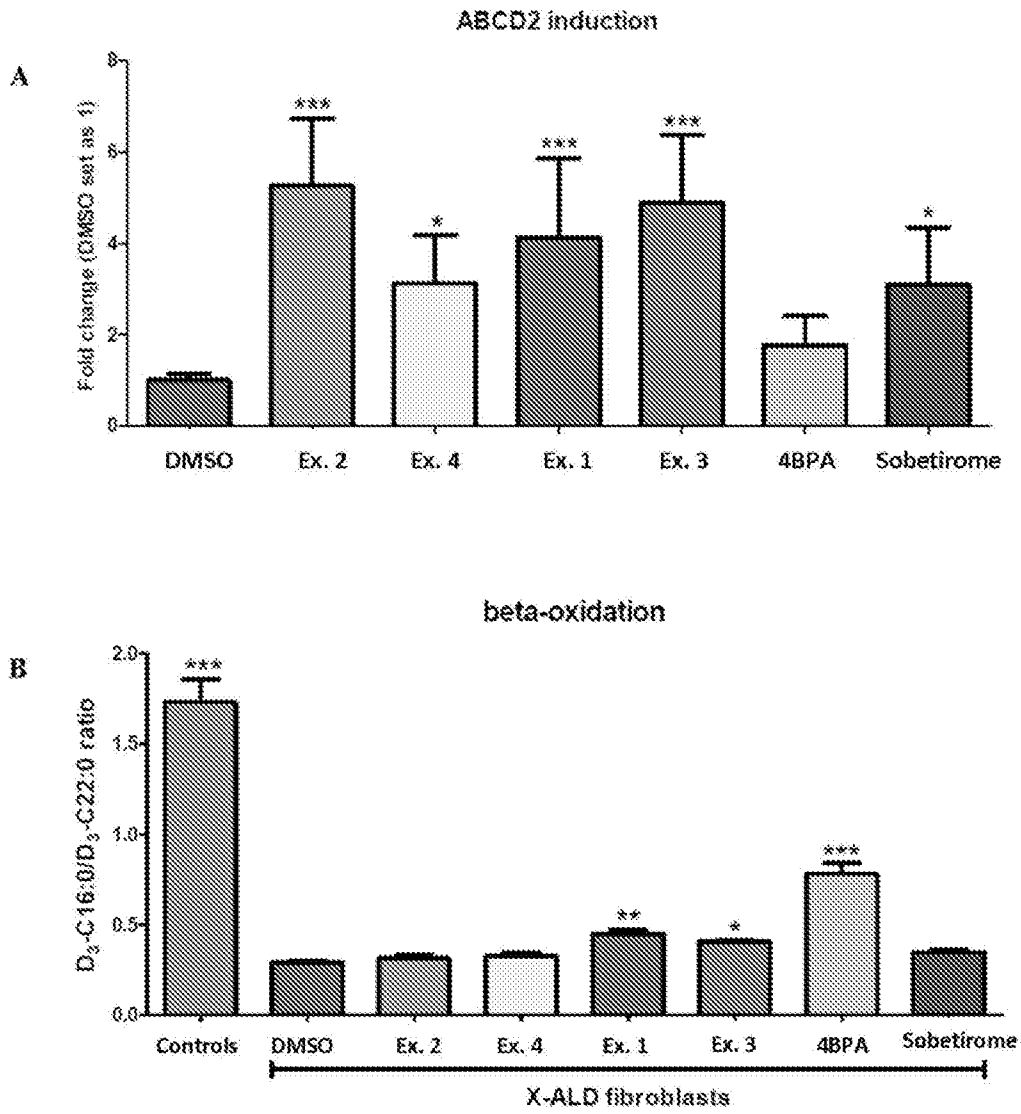 ABCD2 induction
A
Fold change (DMSO set as 1)
8
6
4
2
0
***
*
***
***
*
DMSO
Ex. 2
Ex. 4
Ex. 1
Ex. 3
4BPA
Sobetirome
beta-oxidation
B
D₃-C16:0/D₃-C22:0 ratio
2.0
1.5
1.0
0.5
0.0
***
**
*
***
Controls
DMSO
Ex. 2
Ex. 4
Ex. 1
Ex. 3
4BPA
Sobetirome
X-ALD fibroblasts